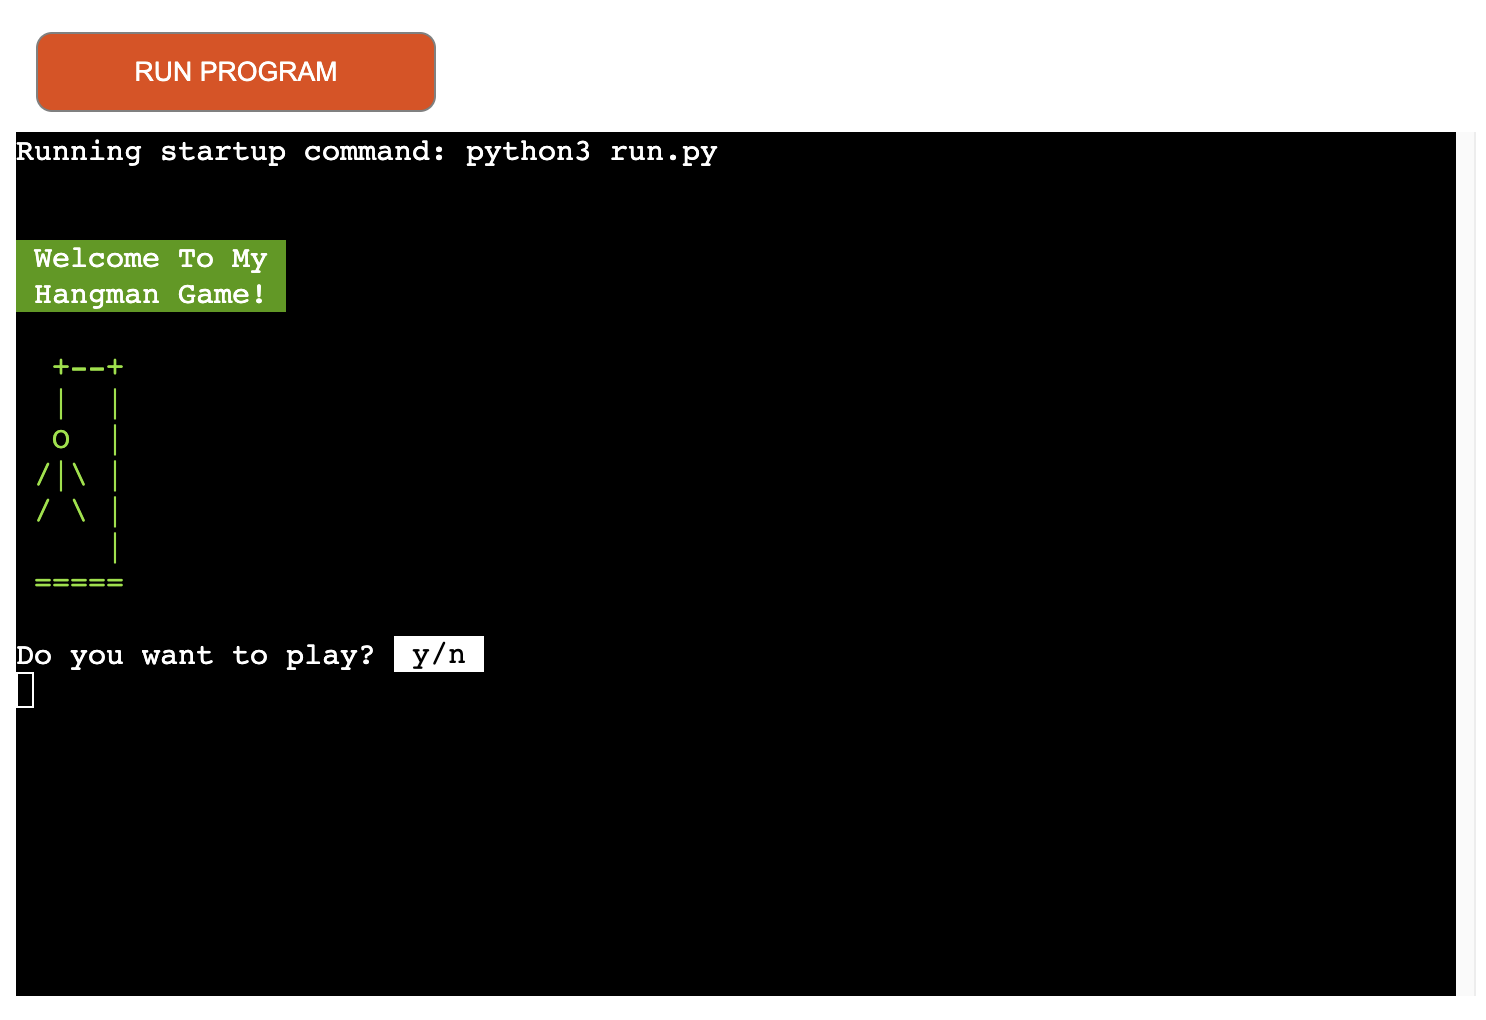 RUN PROGRAM
Running startup command: python3 run.py
Welcome To My
Hangman Game!
  +--+
  |  |
  o  |
 /|\ |
 / \ |
     |
 =====
Do you want to play? y/n